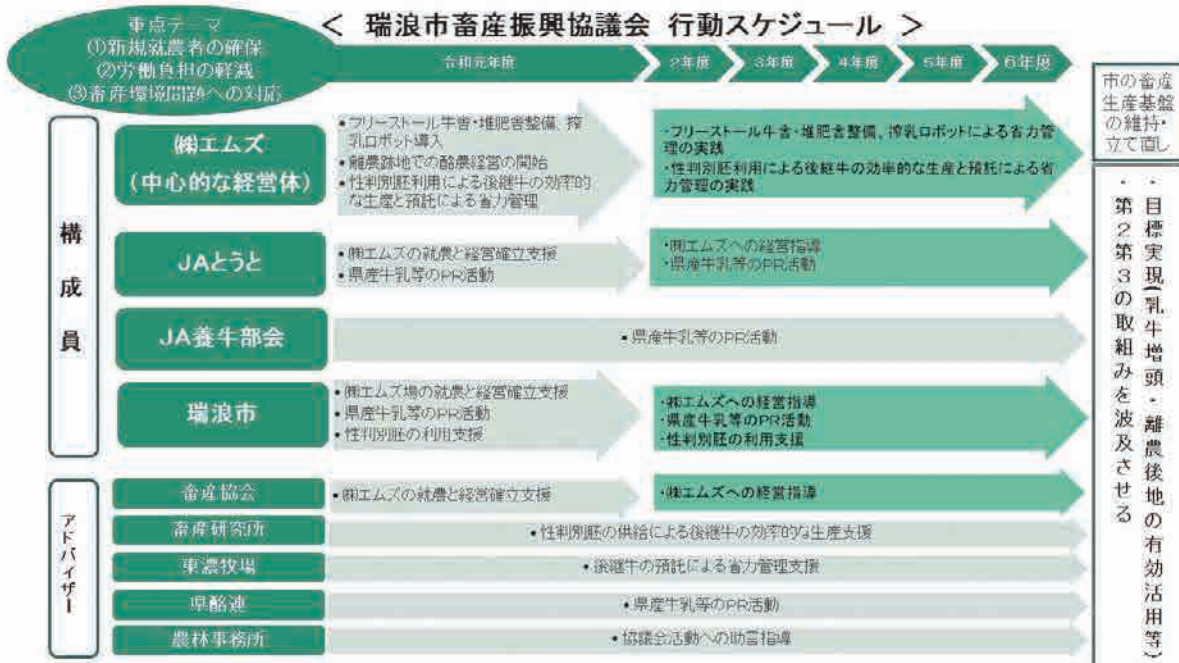 重点テーマ
①新規就農者の確保
②労働負担の軽減
③畜産環境問題への対応
＜ 瑞浪市畜産振興協議会 行動スケジュール ＞
令和元年度
2年度
3年度
4年度
5年度
6年度
構成員
㈱エムズ
(中心的な経営体)
•フリーストール牛舎・堆肥舎整備、搾
乳ロボット導入
•離農跡地での酪農経営の開始
•性判別胚利用による後継牛の効率的
な生産と預託による省力管理
・フリーストール牛舎・堆肥舎整備、搾乳ロボットによる省力管
理の実践
・性判別胚利用による後継牛の効率的な生産と預託による省
力管理の実践
JAとうと
•㈱エムズの就農と経営確立支援
•県産牛乳等のPR活動
・㈱エムズへの経営指導
・県産牛乳等のPR活動
JA養牛部会
•県産牛乳等のPR活動
瑞浪市
•㈱エムズ場の就農と経営確立支援
•県産牛乳等のPR活動
•性判別胚の利用支援
・㈱エムズへの経営指導
・県産牛乳等のPR活動
・性判別胚の利用支援
アドバイザー
畜産協会
•㈱エムズの就農と経営確立支援
・㈱エムズへの経営指導
畜産研究所
•性判別胚の供給による後継牛の効率的な生産支援
東濃牧場
•後継牛の預託による省力管理支援
県酪連
•県産牛乳等のPR活動
農林事務所
•協議会活動への助言指導
市の畜産
生産基盤
の維持・
立て直し
・目標実現(乳牛増頭・離農後地の有効活用等)
・第2第3の取組みを波及させる